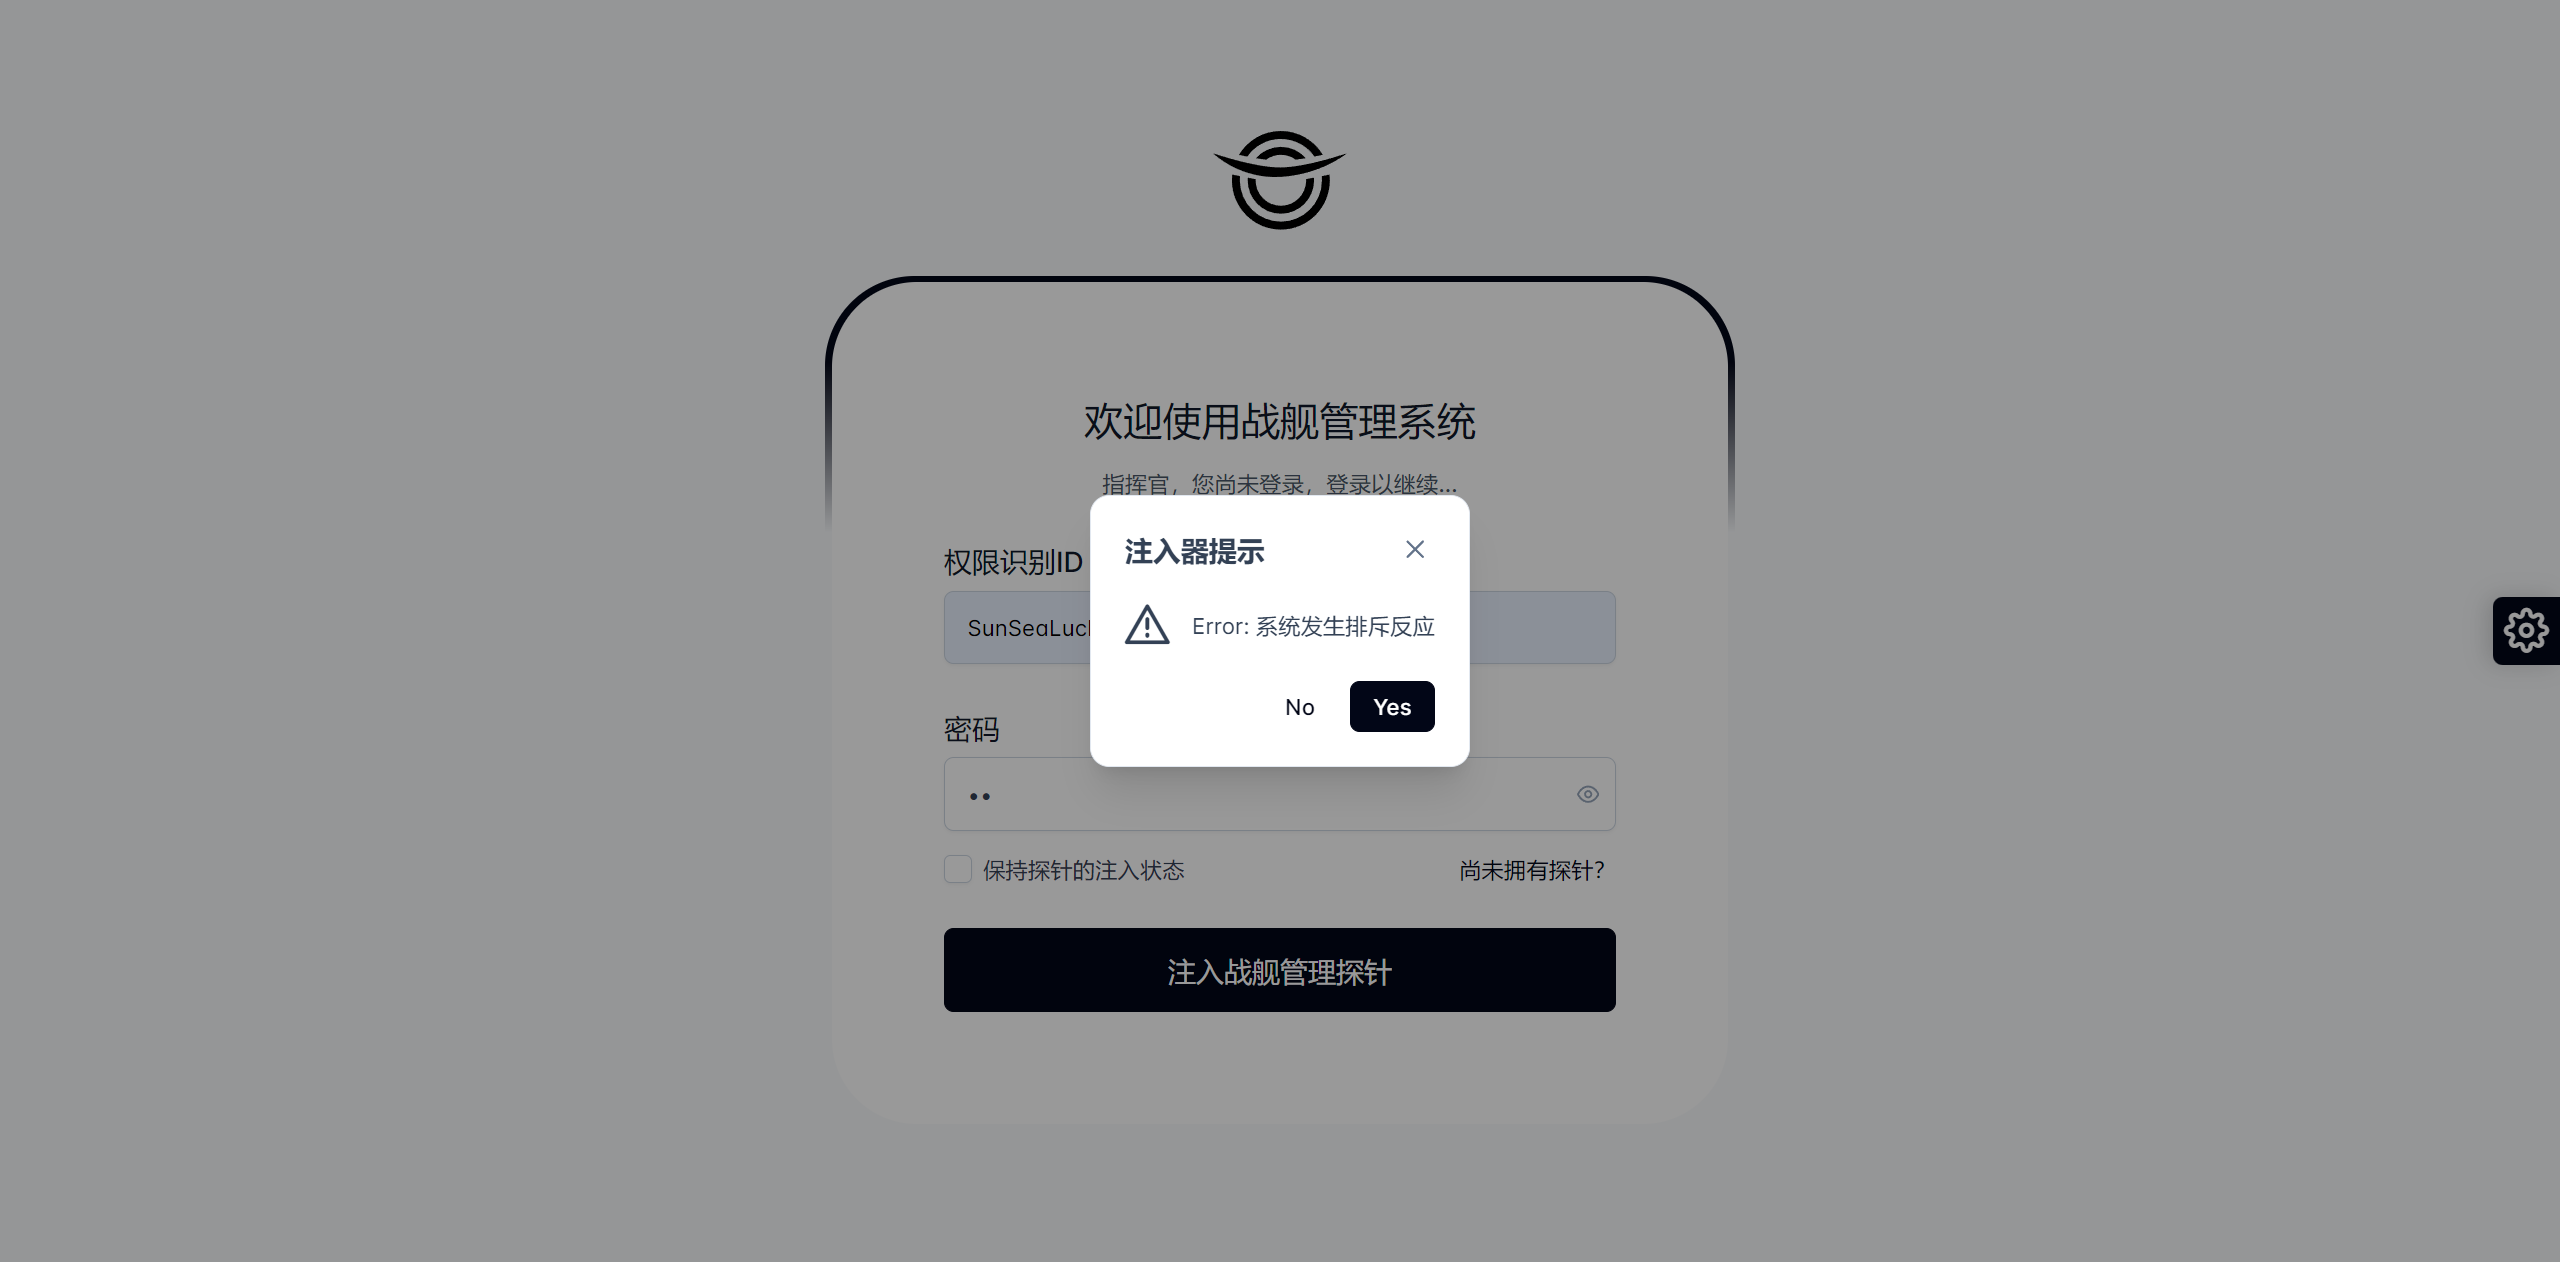 欢迎使用战舰管理系统
指挥官，您尚未登录，登录以继续...
注入器提示
权限识别ID
Error: 系统发生排斥反应
SunSeaLuc
No
Yes
密码
••
保持探针的注入状态
尚未拥有探针？
注入战舰管理探针